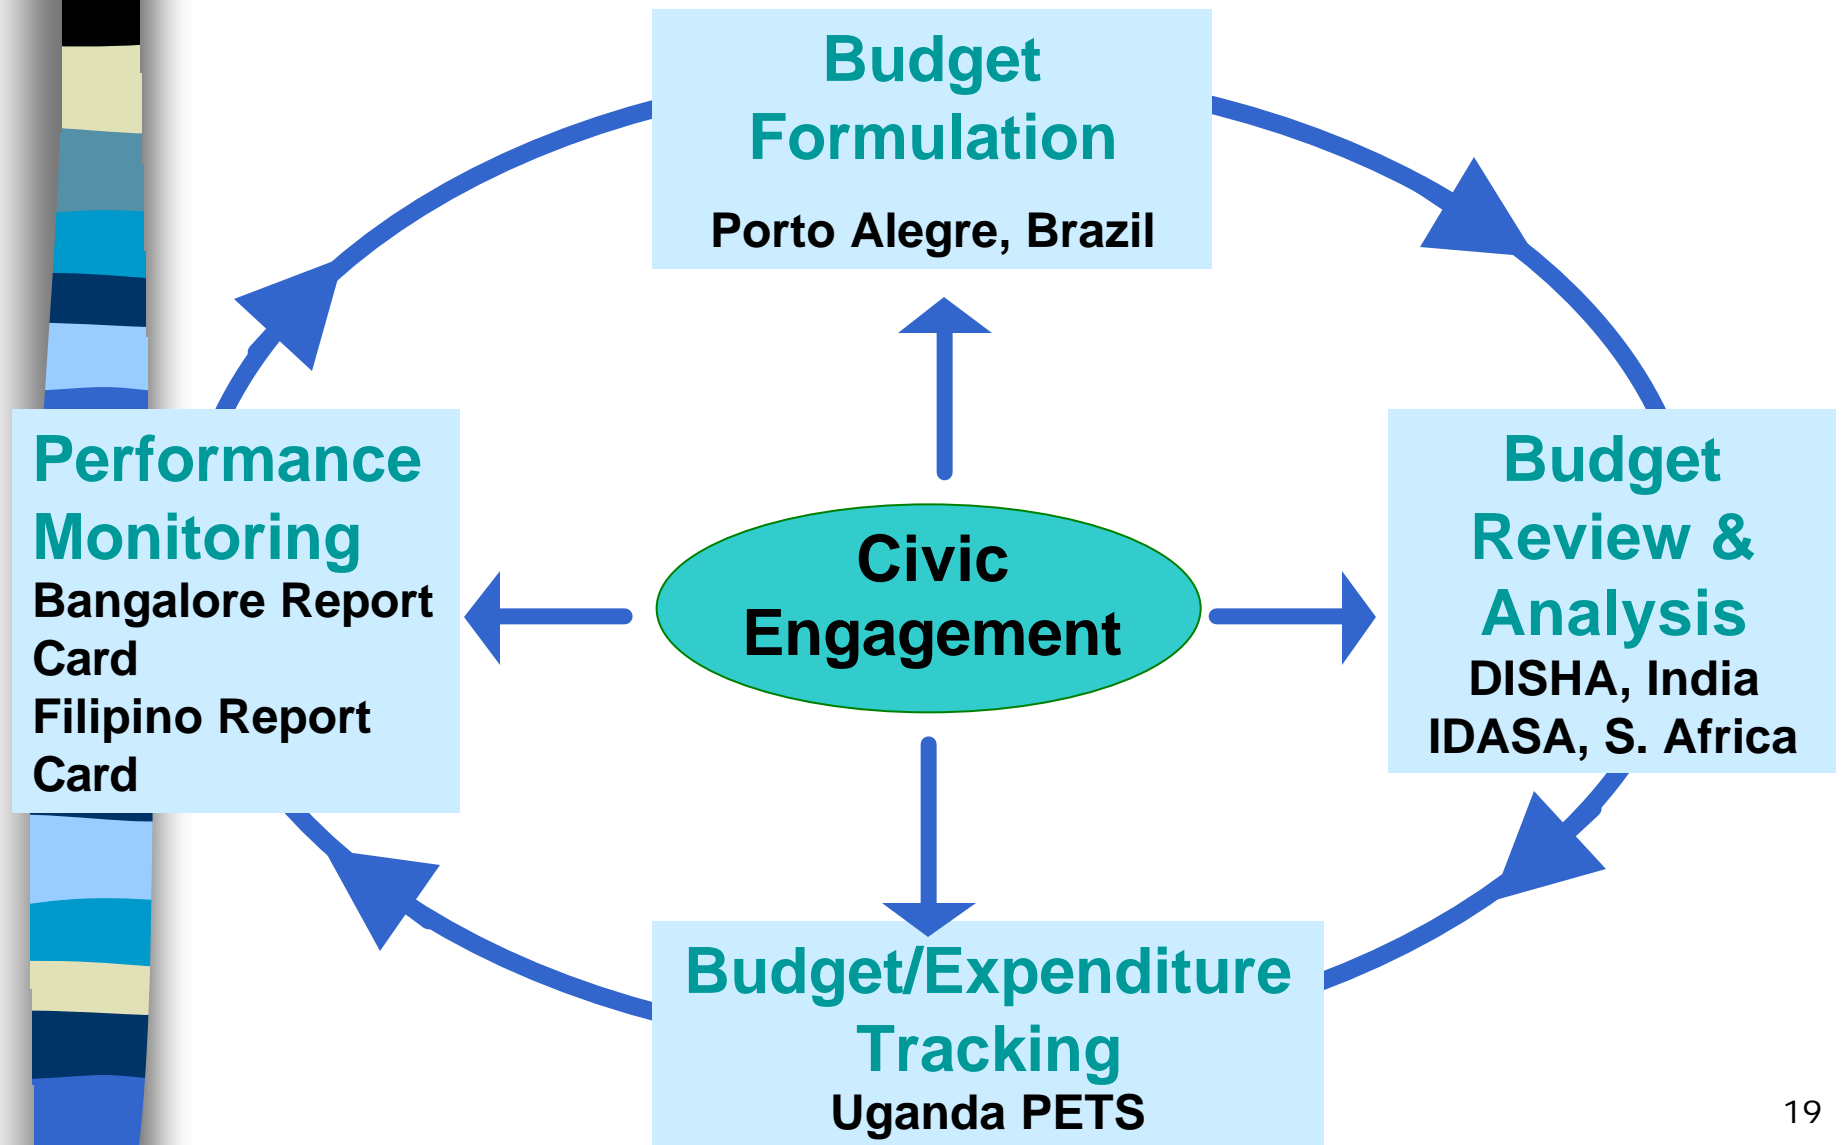 Budget
Formulation
Porto Alegre, Brazil
Performance
Monitoring
Bangalore Report
Card
Filipino Report
Card
Civic
Engagement
Budget
Review &
Analysis
DISHA, India
IDASA, S. Africa
Budget/Expenditure
Tracking
Uganda PETS
19